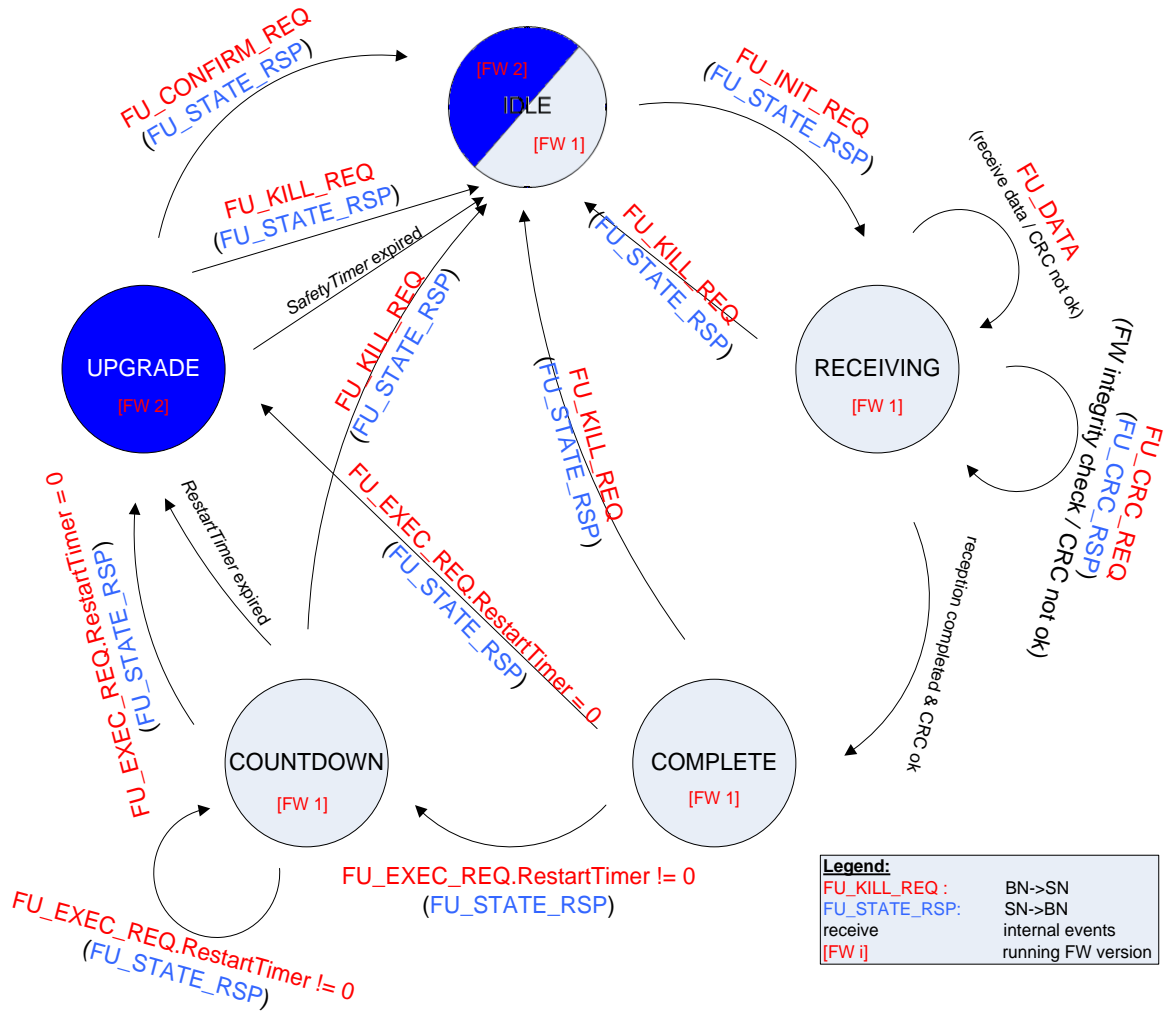 FU_CONFIRM_REQ
(FU_STATE_RSP)
[FW 2]
IDLE
[FW 1]
FU_INIT_REQ
(FU_STATE_RSP)
FU_DATA
(receive data / CRC not ok)
FU_KILL_REQ
(FU_STATE_RSP)
SafetyTimer expired
FU_KILL_REQ
(FU_STATE_RSP)
FU_KILL_REQ
(FU_STATE_RSP)
FU_KILL_REQ
(FU_STATE_RSP)
UPGRADE
[FW 2]
RECEIVING
[FW 1]
FU_CRC_REQ
(FU_CRC_RSP)
(FW integrity check / CRC not ok)
FU_EXEC_REQ.RestartTimer = 0
(FU_STATE_RSP)
RestartTimer expired
FU_EXEC_REQ.RestartTimer = 0
(FU_STATE_RSP)
reception completed & CRC ok
COUNTDOWN
[FW 1]
COMPLETE
[FW 1]
FU_EXEC_REQ.RestartTimer != 0
(FU_STATE_RSP)
FU_EXEC_REQ.RestartTimer != 0
(FU_STATE_RSP)
Legend:
FU_KILL_REQ : BN->SN
FU_STATE_RSP: SN->BN
receive internal events
[FW i] running FW version